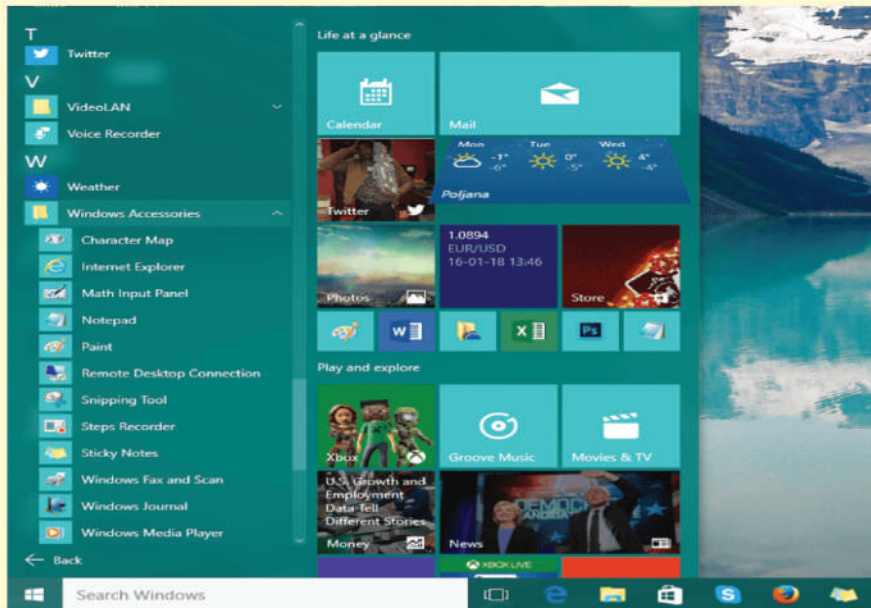 T
Twitter
V
VideoLAN
Voice Recorder
W
Weather
Windows Accessories
Character Map
Internet Explorer
Math Input Panel
Notepad
Paint
Remote Desktop Connection
Snipping Tool
Steps Recorder
Sticky Notes
Windows Fax and Scan
Windows Journal
Windows Media Player
Back
Search Windows
Life at a glance
Calendar
Mail
Twitter
Mon Tue Wed
-1° 0° 4°
-6° -5° -4°
Poljana
Photos
1.0894
EUR/USD
16-01-18 13:46
Store
W
X
Ps
Play and explore
Xbox
Groove Music
Movies & TV
U.S. Growth and
Employment
Data Tell
Different Stories
Money
DEMOC
News
XBOX LIVE